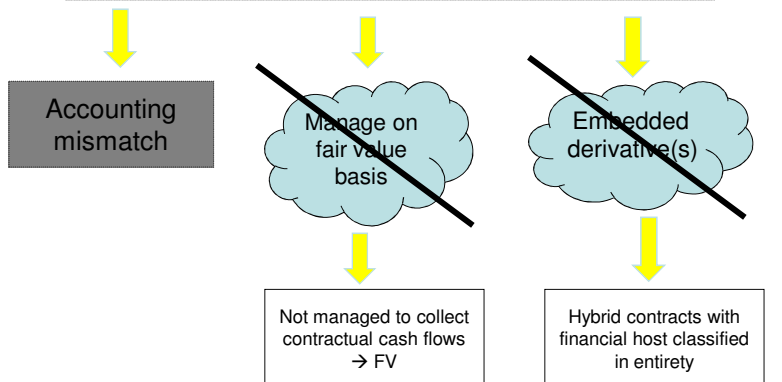 Accounting
mismatch
Manage on
fair value
basis
Embedded
derivative(s)
Not managed to collect
contractual cash flows
→ FV
Hybrid contracts with
financial host classified
in entirety